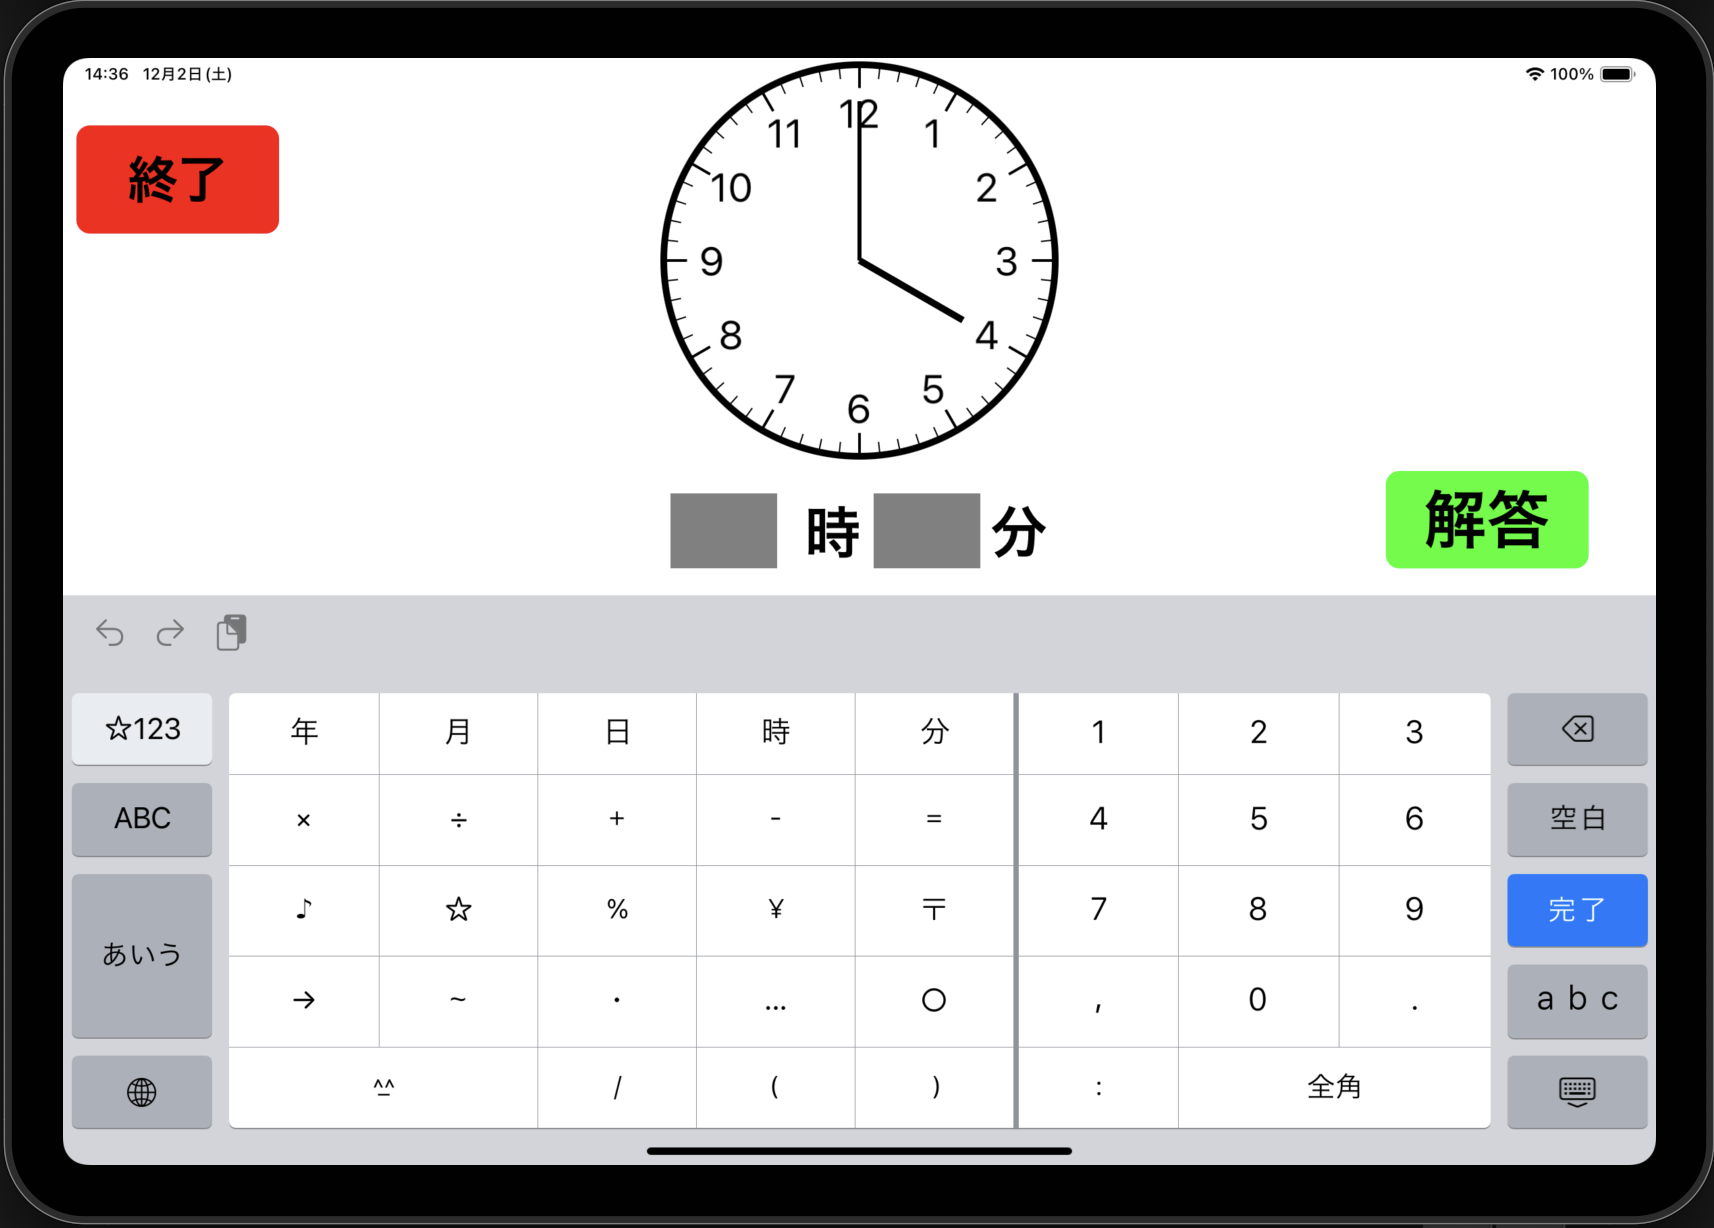 14:36 12月2日(土)
100%
終了
12
11
1
10
2
9
3
8
4
7
5
6
時 分
解答
☆123 年 月 日 時 分 1 2 3
ABC × ÷ + - = 4 5 6 空白
あいう ♪ ☆ % ¥ 〒 7 8 9 完了
→ ~ ・ … ○ , 0 . abc
^_^ / ( ) : 全角